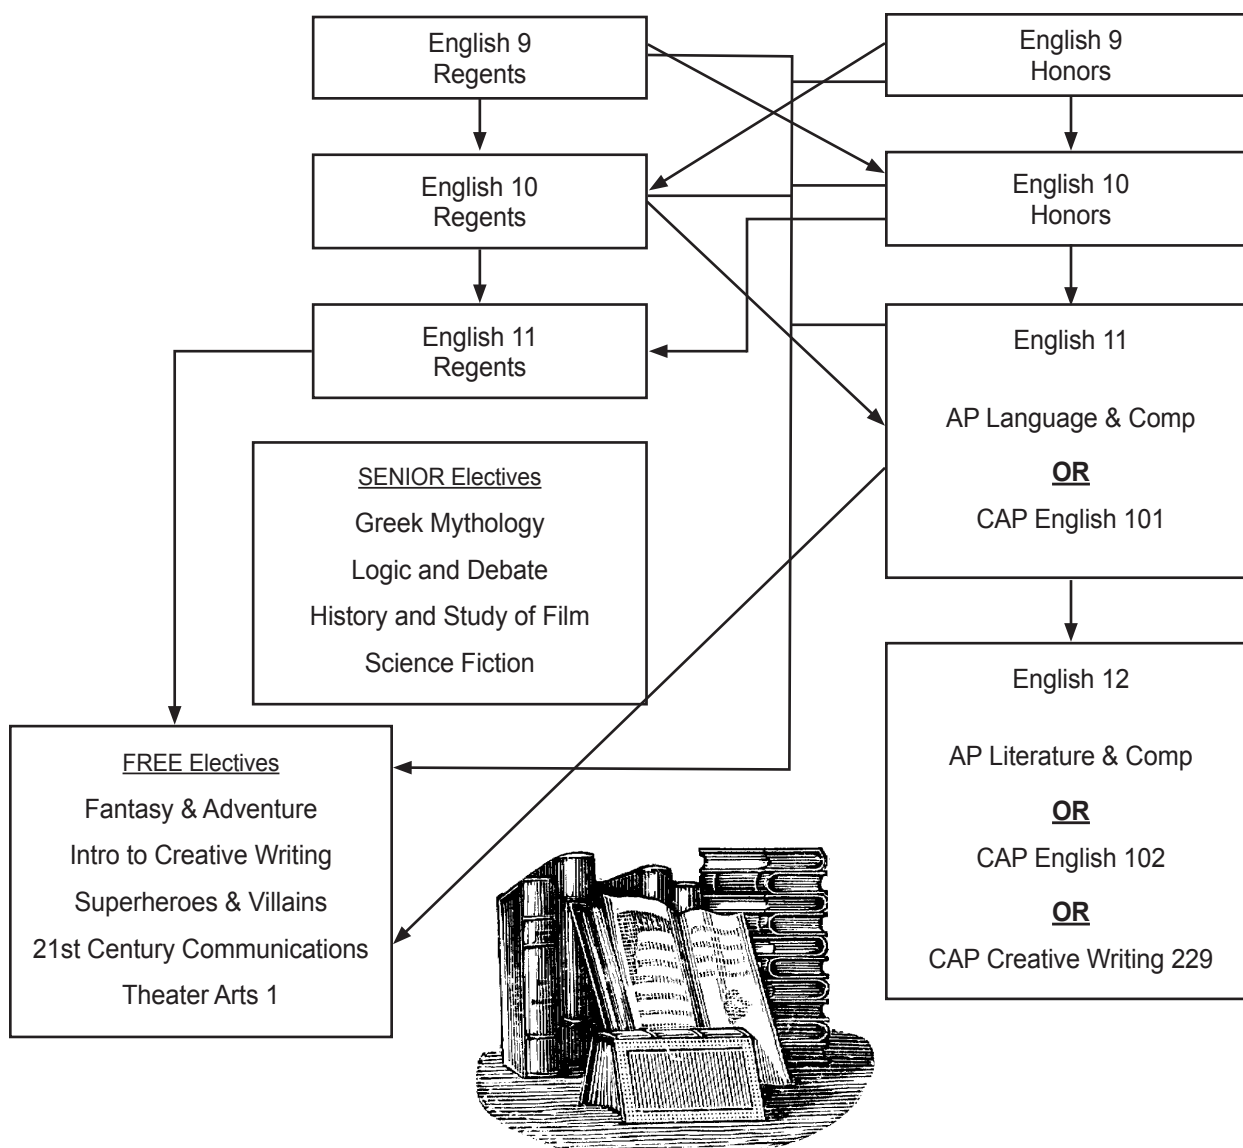 English 9
Regents
English 9
Honors
English 10
Regents
English 10
Honors
English 11
Regents
English 11
AP Language & Comp
OR
CAP English 101
SENIOR Electives
Greek Mythology
Logic and Debate
History and Study of Film
Science Fiction
English 12
AP Literature & Comp
OR
CAP English 102
OR
CAP Creative Writing 229
FREE Electives
Fantasy & Adventure
Intro to Creative Writing
Superheroes & Villains
21st Century Communications
Theater Arts 1